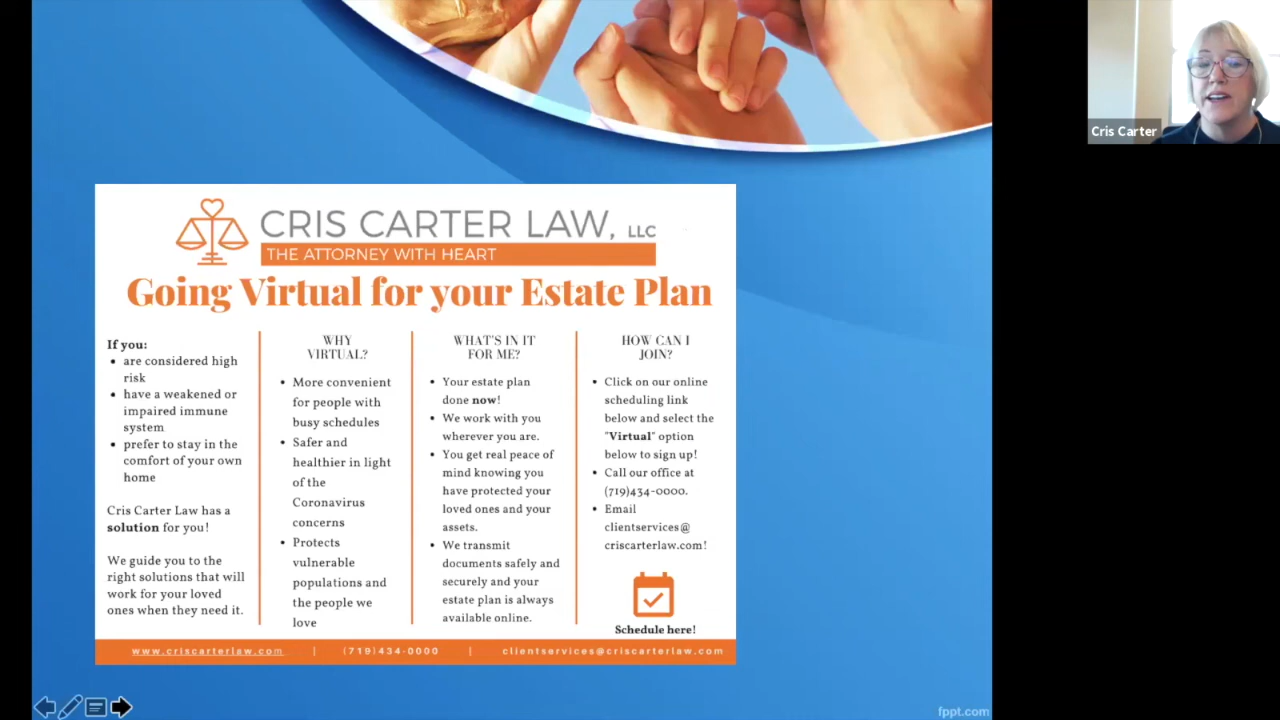 Cris Carter
CRIS CARTER LAW, LLC
THE ATTORNEY WITH HEART
Going Virtual for your Estate Plan
If you:
• are considered high
risk
• have a weakened or
impaired immune
system
• prefer to stay in the
comfort of your own
home
Cris Carter Law has a
solution for you!
We guide you to the
right solutions that will
work for your loved
ones when they need it.
WHY
VIRTUAL?
• More convenient
for people with
busy schedules
• Safer and
healthier in light
of the
Coronavirus
concerns
• Protects
vulnerable
populations and
the people we
love
WHAT'S IN IT
FOR ME?
• Your estate plan
done now!
• We work with you
wherever you are.
• You get real peace of
mind knowing you
have protected your
loved ones and your
assets.
• We transmit
documents safely and
securely and your
estate plan is always
available online.
HOW CAN I
JOIN?
• Click on our online
scheduling link
below and select the
"Virtual" option
below to sign up!
• Call our office at
(719)434-0000.
• Email
clientservices@
criscarterlaw.com!
Schedule here!
www.criscarterlaw.com | (719)434-0000 | clientservices@criscarterlaw.com
fppt.com